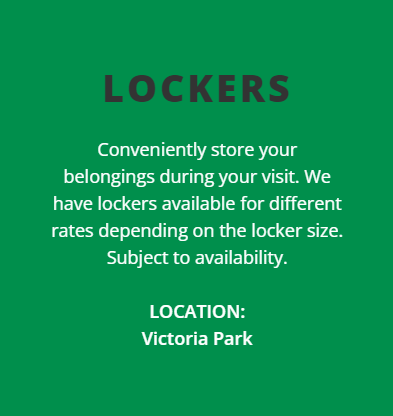 LOCKERS
Conveniently store your
belongings during your visit. We
have lockers available for different
rates depending on the locker size.
Subject to availability.
LOCATION:
Victoria Park